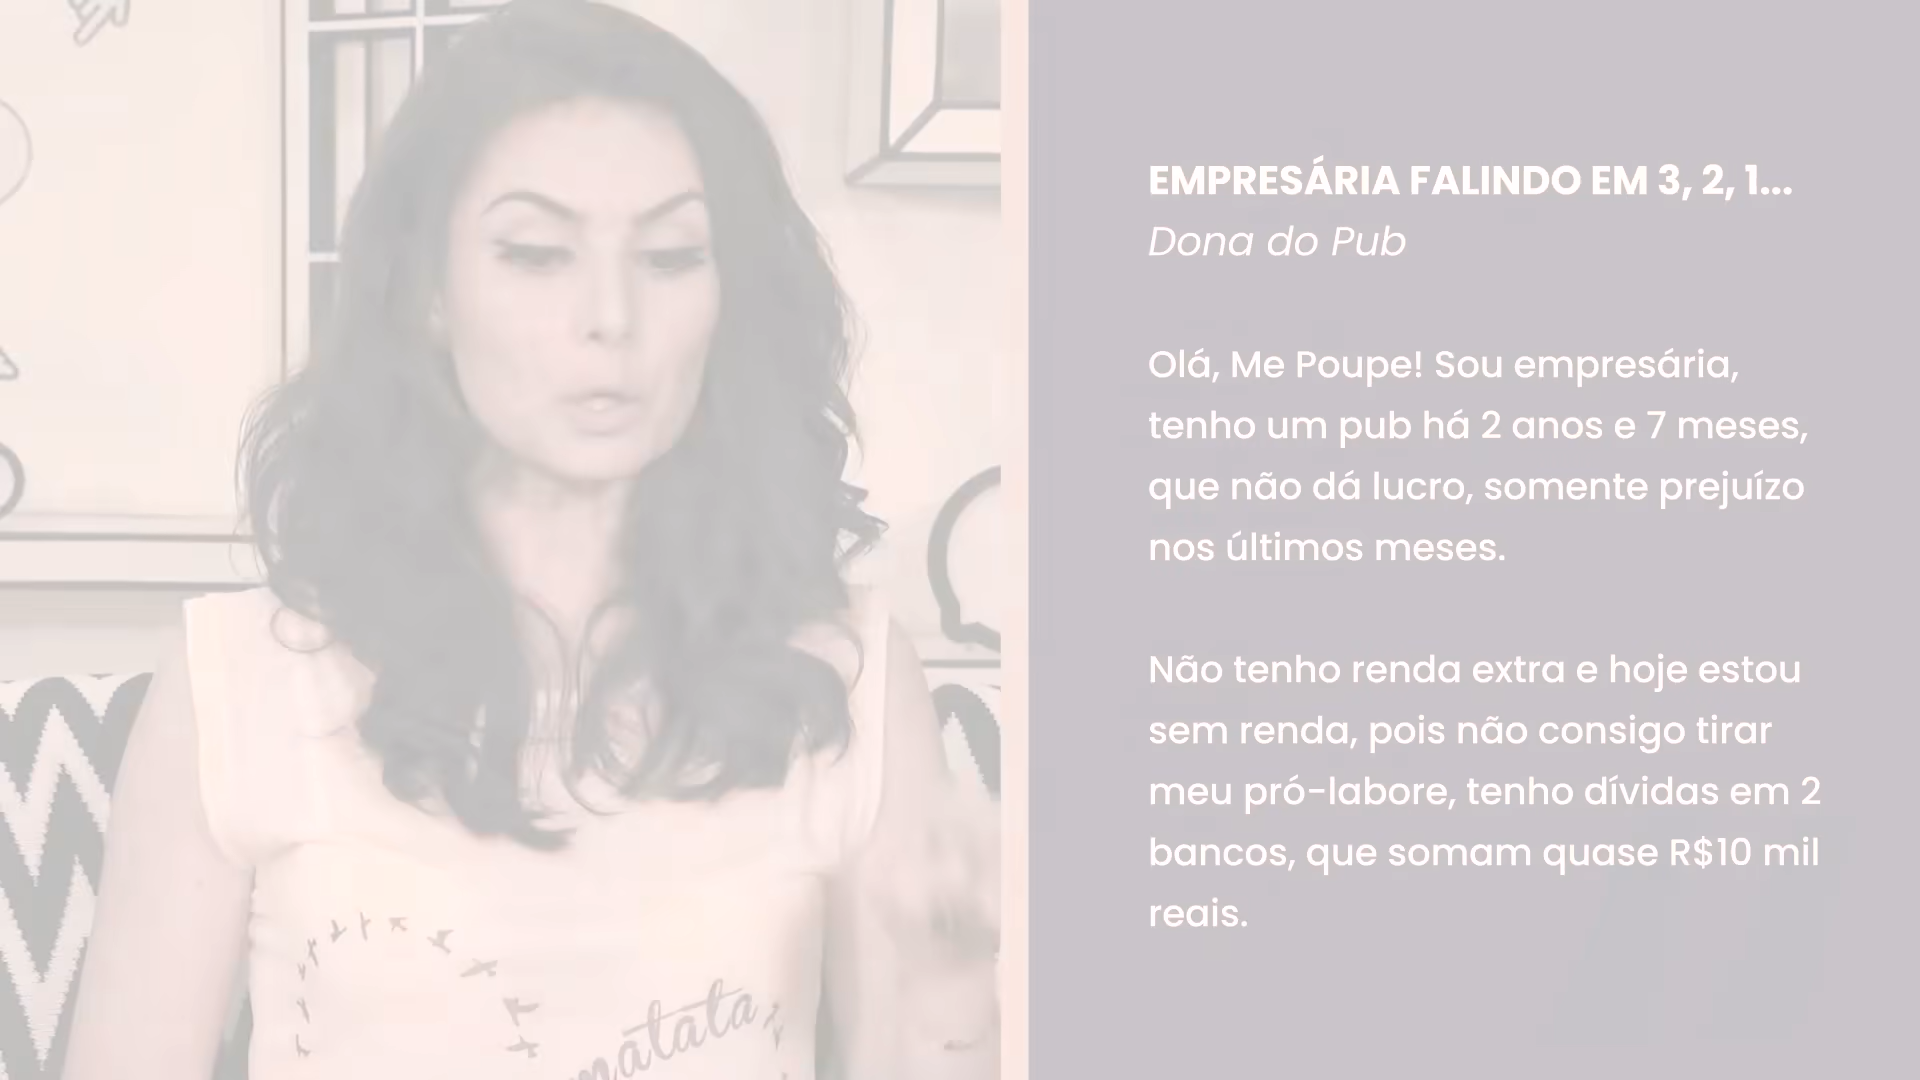 EMPRESÁRIA FALINDO EM 3, 2, 1...
Dona do Pub
Olá, Me Poupe! Sou empresária,
tenho um pub há 2 anos e 7 meses,
que não dá lucro, somente prejuízo
nos últimos meses.
Não tenho renda extra e hoje estou
sem renda, pois não consigo tirar
meu pró-labore, tenho dívidas em 2
bancos, que somam quase R$10 mil
reais.
matata